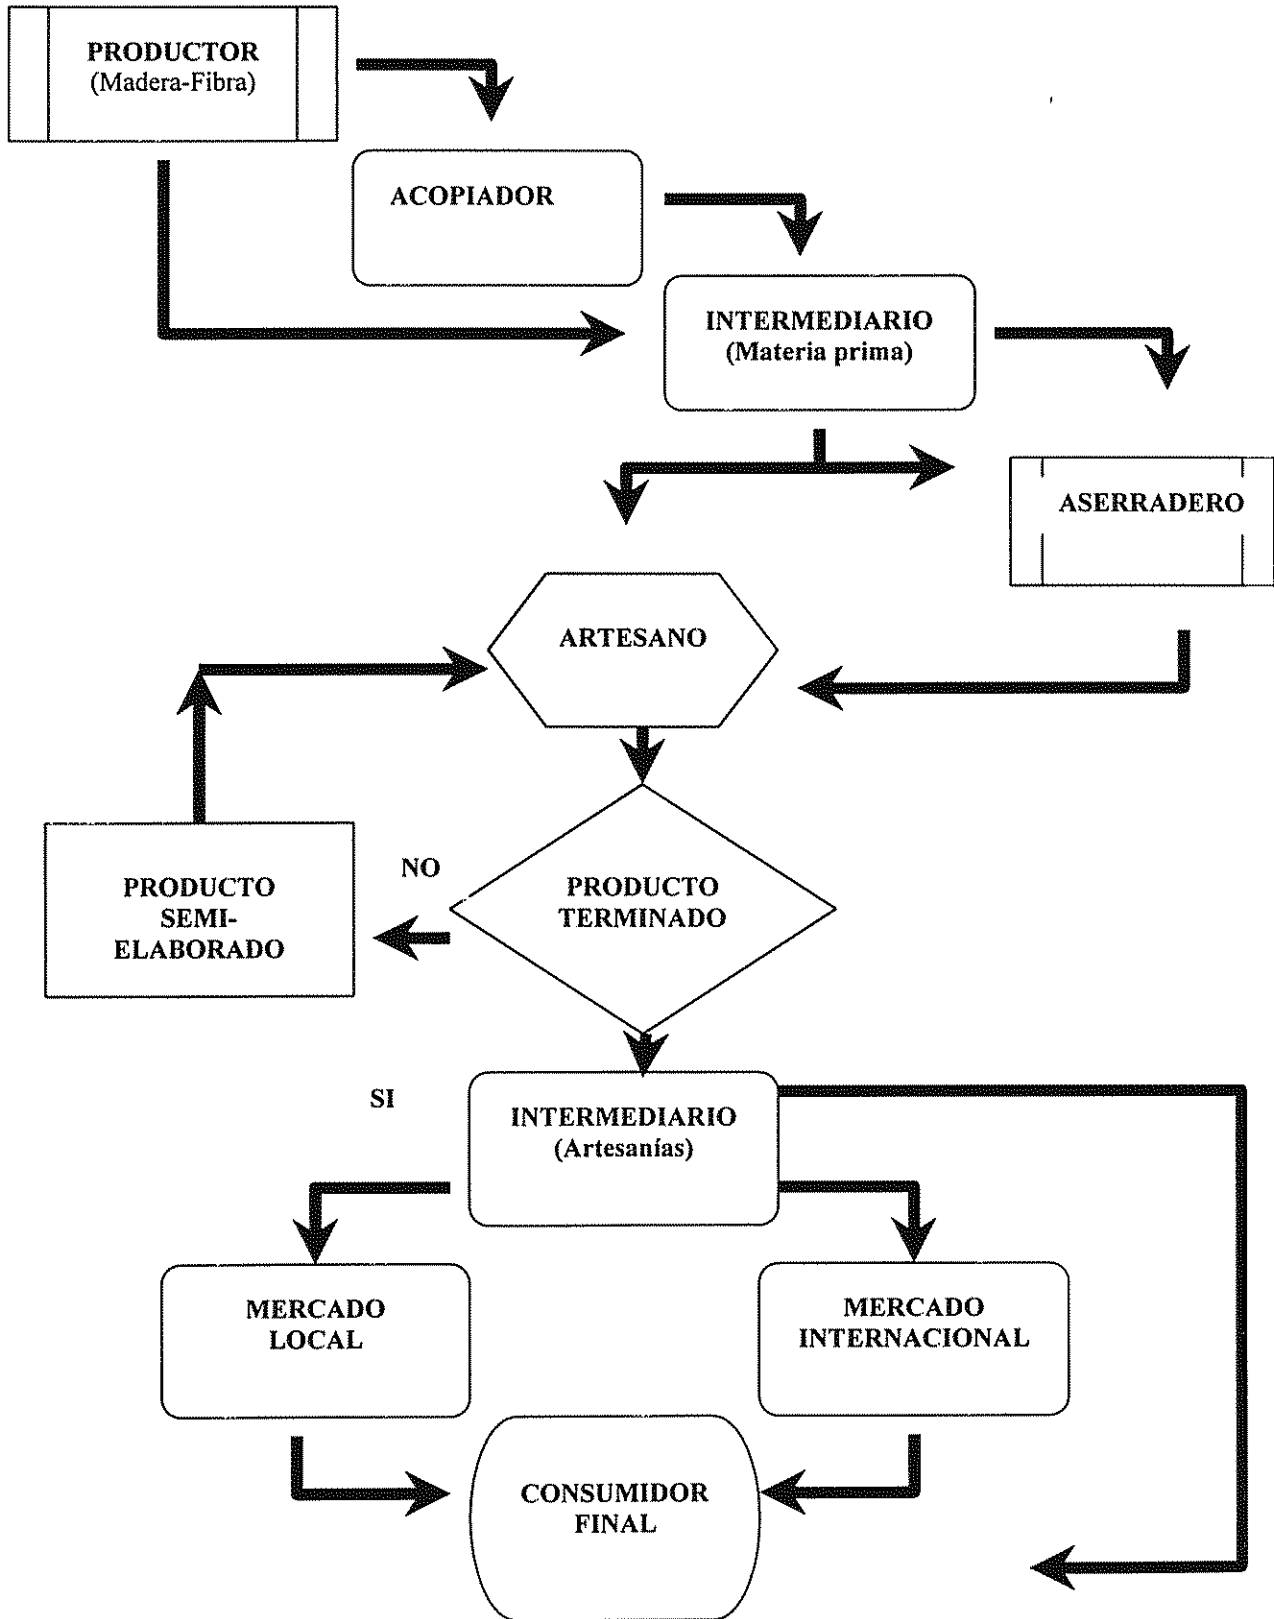 PRODUCTOR
(Madera-Fibra)
ACOPIADOR
INTERMEDIARIO
(Materia prima)
ASERRADERO
ARTESANO
NO
PRODUCTO
TERMINADO
PRODUCTO
SEMI-
ELABORADO
SI
INTERMEDIARIO
(Artesanías)
MERCADO
LOCAL
MERCADO
INTERNACIONAL
CONSUMIDOR
FINAL